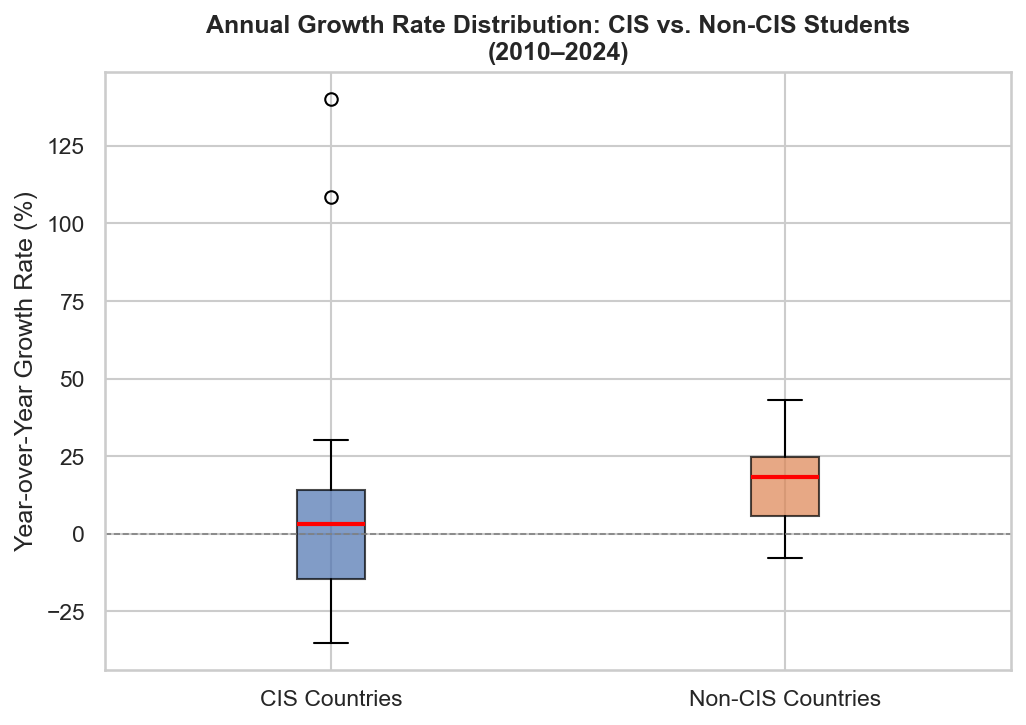 Annual Growth Rate Distribution: CIS vs. Non-CIS Students
(2010–2024)
Year-over-Year Growth Rate (%)
125
100
75
50
25
0
−25
CIS Countries
Non-CIS Countries